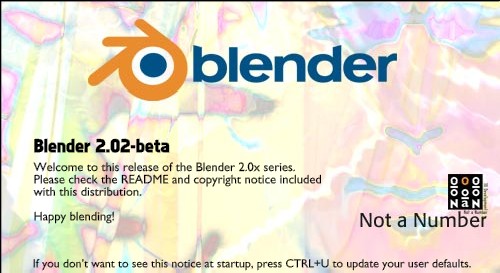 blender
Blender 2.02-beta
Welcome to this release of the Blender 2.0x series.
Please check the README and copyright notice included
with this distribution.
Happy blending!
Not a Number
If you don't want to see this notice at startup, press CTRL+U to update your user defaults.